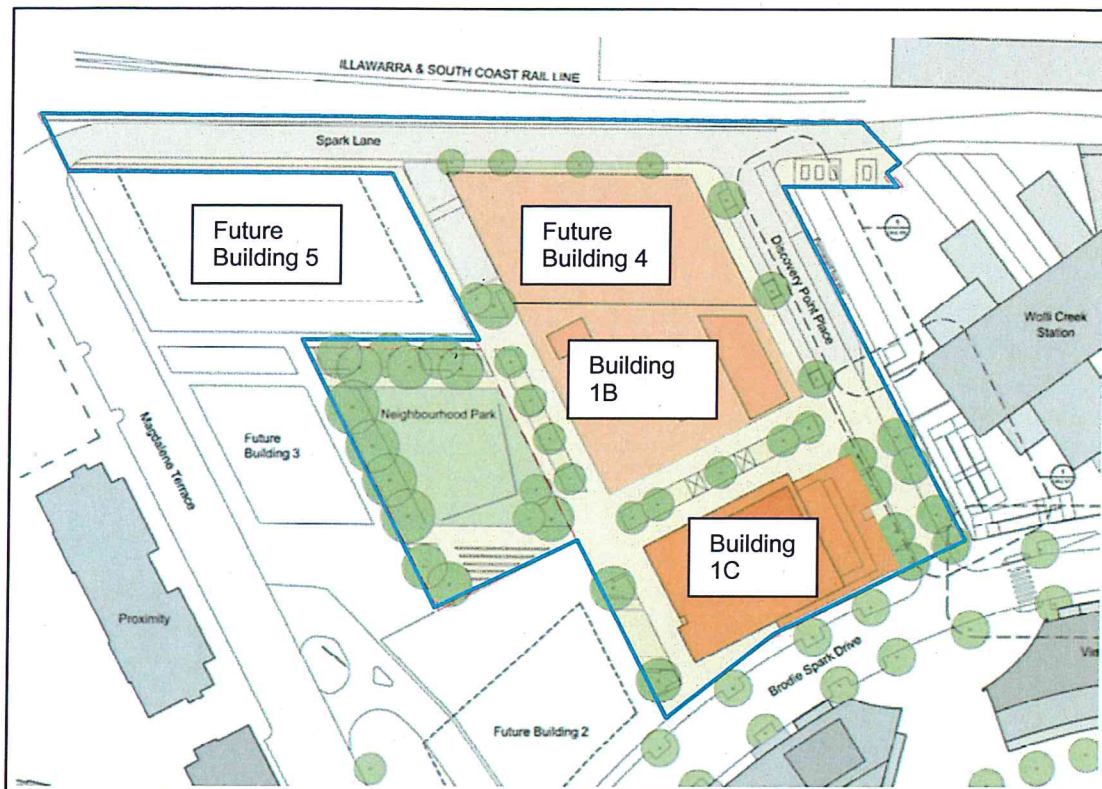 ILLAWARRA & SOUTH COAST RAIL LINE
Spark Lane
Future
Building 5
Future
Building 4
Discovery Point Place
Wolli Creek
Station
Building
1B
Neighbourhood Park
Magdalene Terrace
Future
Building 3
Building
1C
Proximity
Brodie Spark Drive
Future Building 2